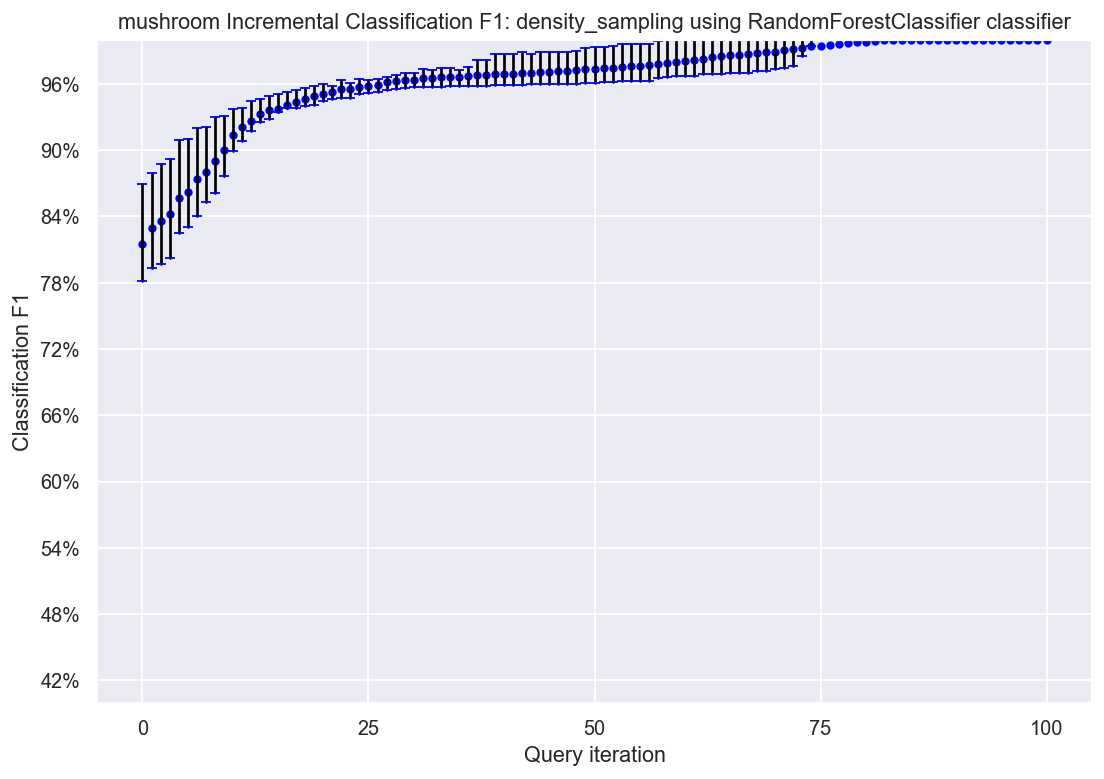 mushroom Incremental Classification F1: density_sampling using RandomForestClassifier classifier
96%
90%
84%
78%
72%
66%
60%
54%
48%
42%
Classification F1
0 25 50 75 100
Query iteration